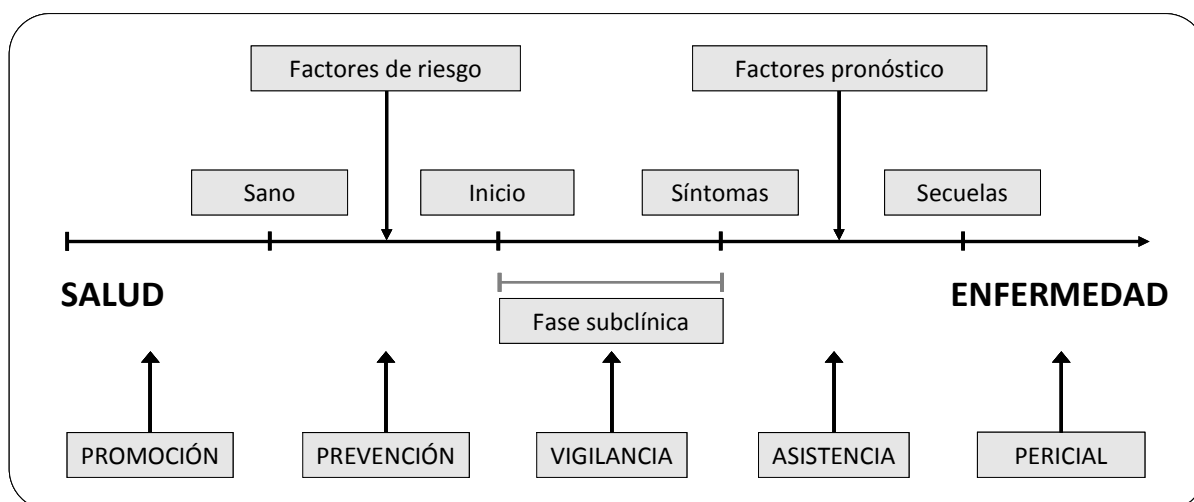 Factores de riesgo
Factores pronóstico
Sano
Inicio
Síntomas
Secuelas
SALUD
ENFERMEDAD
Fase subclínica
PROMOCIÓN
PREVENCIÓN
VIGILANCIA
ASISTENCIA
PERICIAL